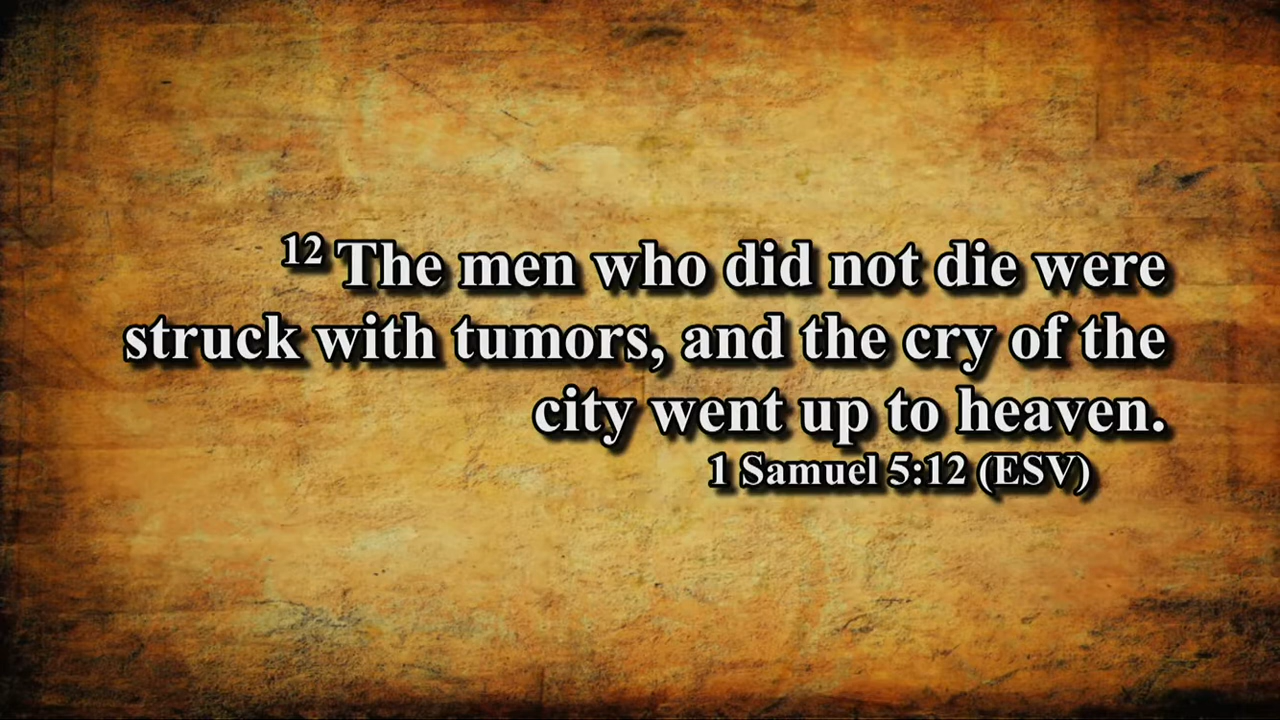 ¹² The men who did not die were
struck with tumors, and the cry of the
city went up to heaven.
1 Samuel 5:12 (ESV)